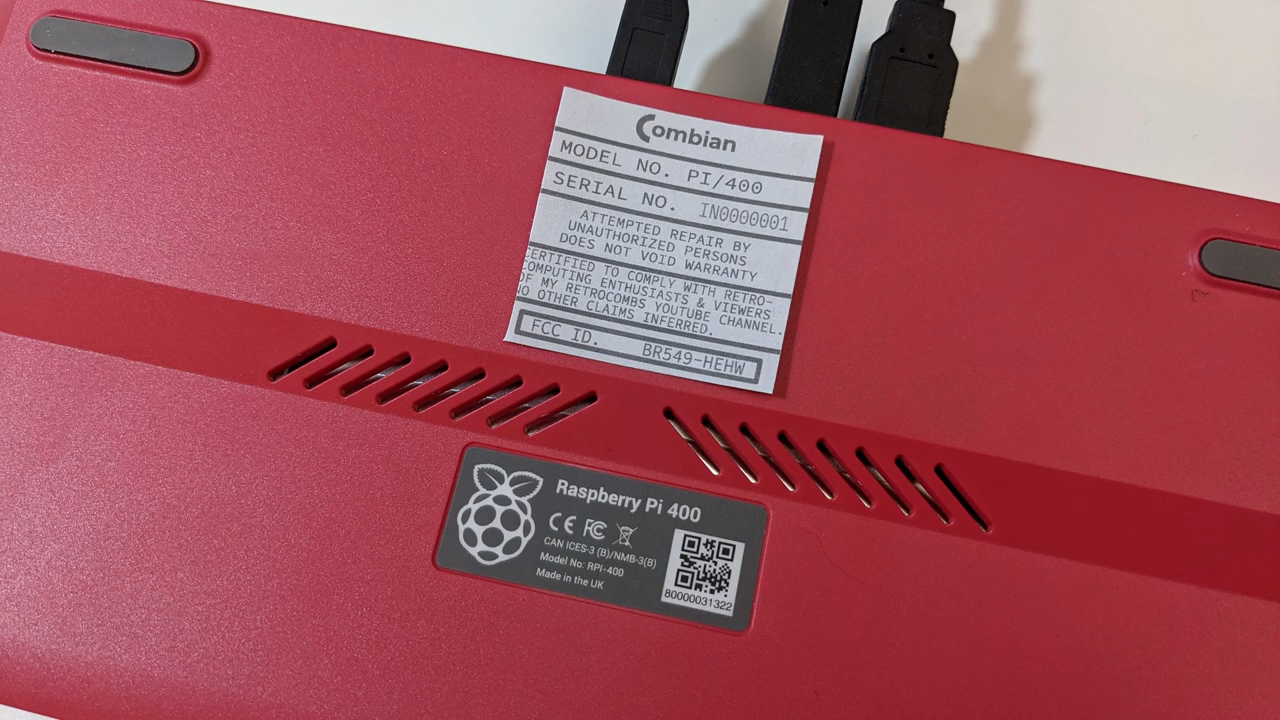 Combian
MODEL NO. PI/400
SERIAL NO. IN0000001
ATTEMPTED REPAIR BY
UNAUTHORIZED PERSONS
DOES NOT VOID WARRANTY
CERTIFIED TO COMPLY WITH RETRO-
COMPUTING ENTHUSIASTS & VIEWERS
OF MY RETROCOMBS YOUTUBE CHANNEL.
NO OTHER CLAIMS INFERRED.
FCC ID. BR549-HEHW
Raspberry Pi 400
CE FC
CAN ICES-3 (B)/NMB-3(B)
Model No: RPI-400
Made in the UK
80000031322